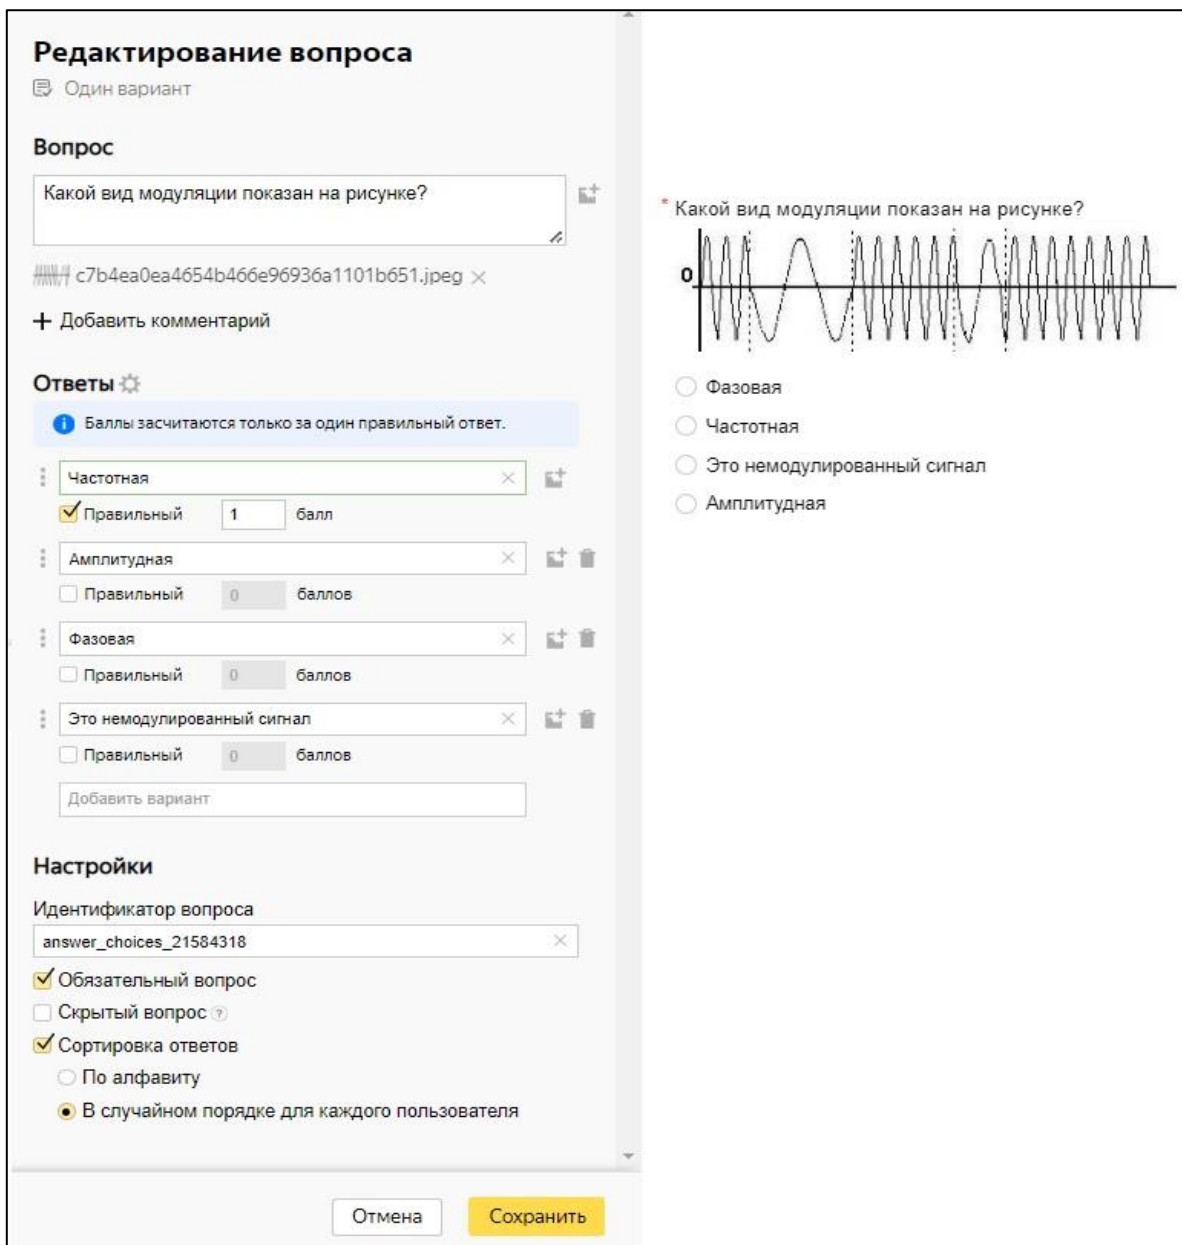 Редактирование вопроса
Один вариант
Вопрос
Какой вид модуляции показан на рисунке?
c7b4ea0ea4654b466e96936a1101b651.jpeg
Добавить комментарий
Ответы
Баллы засчитаются только за один правильный ответ.
Частотная
Правильный 1 балл
Амплитудная
Правильный 0 баллов
Фазовая
Правильный 0 баллов
Это немодулированный сигнал
Правильный 0 баллов
Добавить вариант
Настройки
Идентификатор вопроса
answer_choices_21584318
Обязательный вопрос
Скрытый вопрос ?
Сортировка ответов
По алфавиту
В случайном порядке для каждого пользователя
Отмена Сохранить
* Какой вид модуляции показан на рисунке?
0
Фазовая
Частотная
Это немодулированный сигнал
Амплитудная